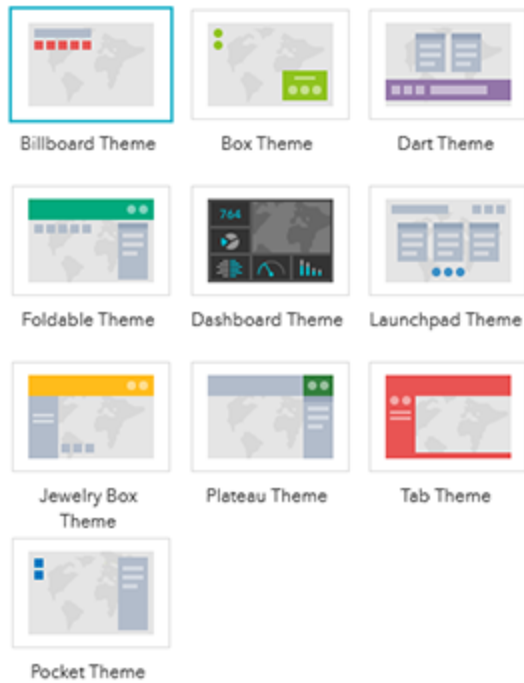 Billboard Theme
Box Theme
Dart Theme
764
Foldable Theme
Dashboard Theme
Launchpad Theme
Jewelry Box
Theme
Plateau Theme
Tab Theme
Pocket Theme